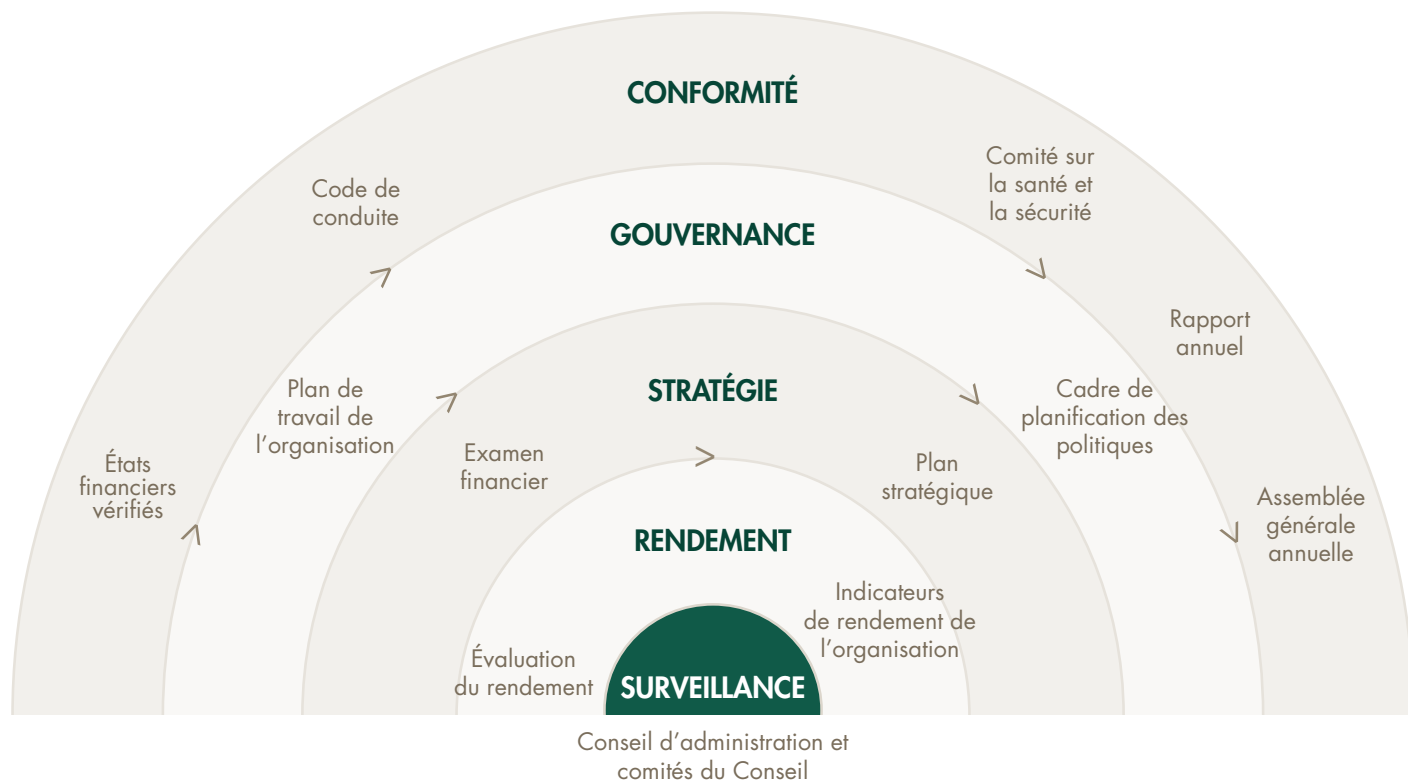 CONFORMITÉ
Code de
conduite
Comité sur
la santé et
la sécurité
GOUVERNANCE
Rapport
annuel
Plan de
travail de
l'organisation
STRATÉGIE
Cadre de
planification des
politiques
États
financiers
vérifiés
Examen
financier
Plan
stratégique
Assemblée
générale
annuelle
RENDEMENT
Indicateurs
de rendement de
l'organisation
Évaluation
du rendement
SURVEILLANCE
Conseil d'administration et
comités du Conseil